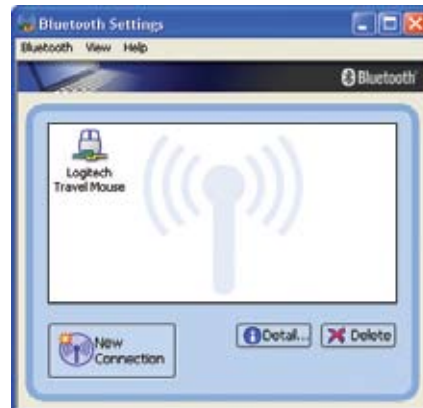 Bluetooth Settings
Bluetooth View Help
Bluetooth
Logitech
Travel Mouse
New
Connection
Detail...
Delete